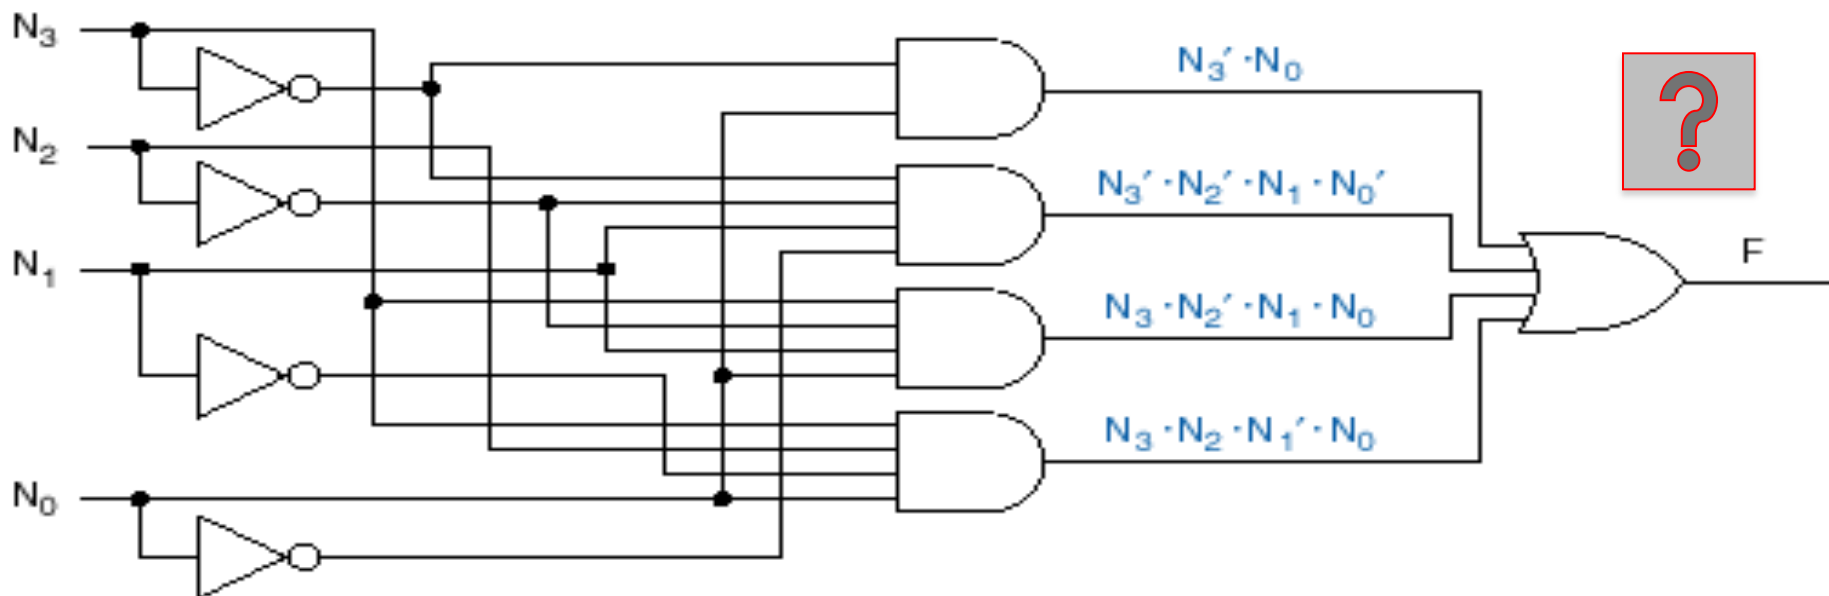 N₃
N₃′ · N₀
?
N₂
N₃′ · N₂′ · N₁ · N₀′
F
N₁
N₃ · N₂′ · N₁ · N₀
N₃ · N₂ · N₁′ · N₀
N₀